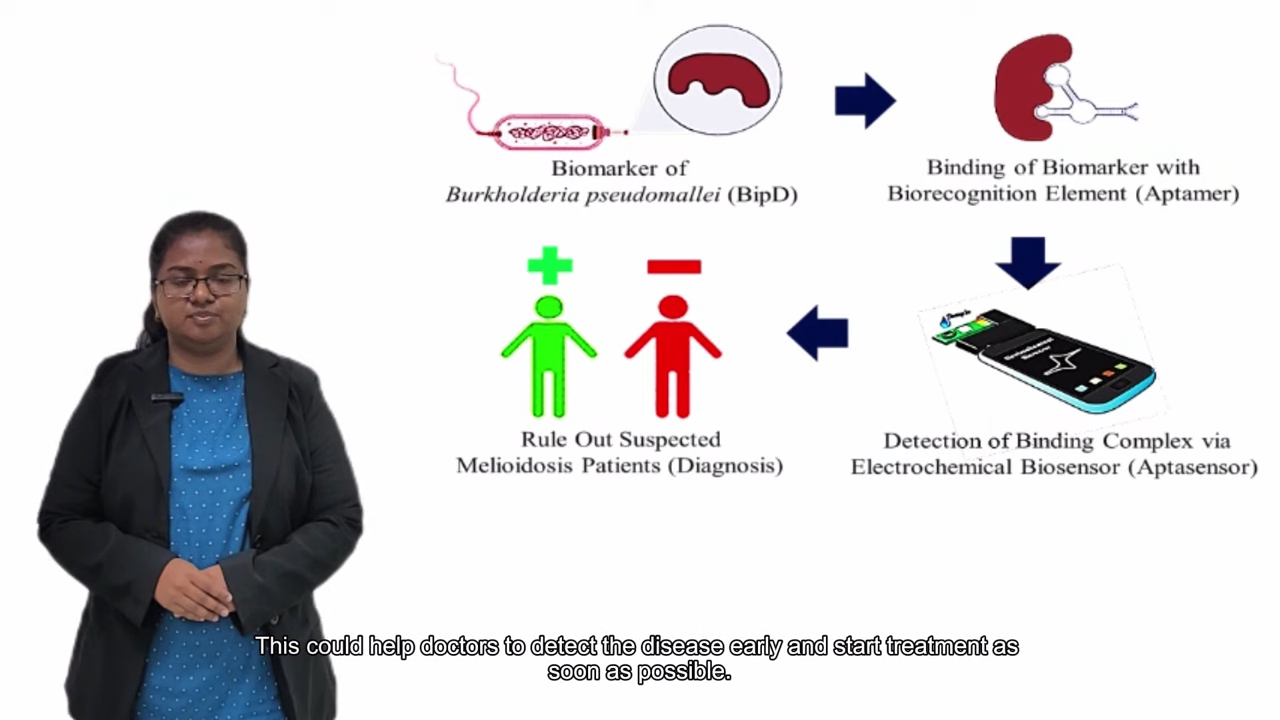 Biomarker of
Burkholderia pseudomallei (BipD)
Binding of Biomarker with
Biorecognition Element (Aptamer)
Detection of Binding Complex via
Electrochemical Biosensor (Aptasensor)
Rule Out Suspected
Melioidosis Patients (Diagnosis)
This could help doctors to detect the disease early and start treatment as
soon as possible.